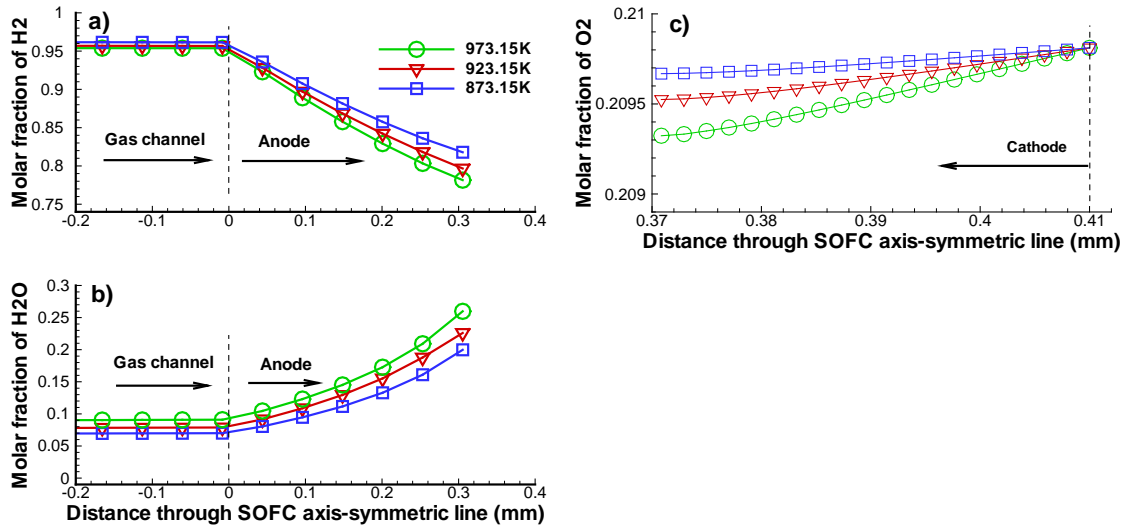 a)
Molar fraction of H2
1
0.95
0.9
0.85
0.8
0.75
973.15K
923.15K
873.15K
Gas channel
Anode
-0.2
-0.1
0
0.1
0.2
0.3
0.4
c)
Molar fraction of O2
0.21
0.2095
0.209
Cathode
0.37
0.38
0.39
0.4
0.41
Distance through SOFC axis-symmetric line (mm)
b)
Molar fraction of H2O
0.3
0.25
0.2
0.15
0.1
0.05
0
Gas channel
Anode
-0.2
-0.1
0
0.1
0.2
0.3
0.4
Distance through SOFC axis-symmetric line (mm)